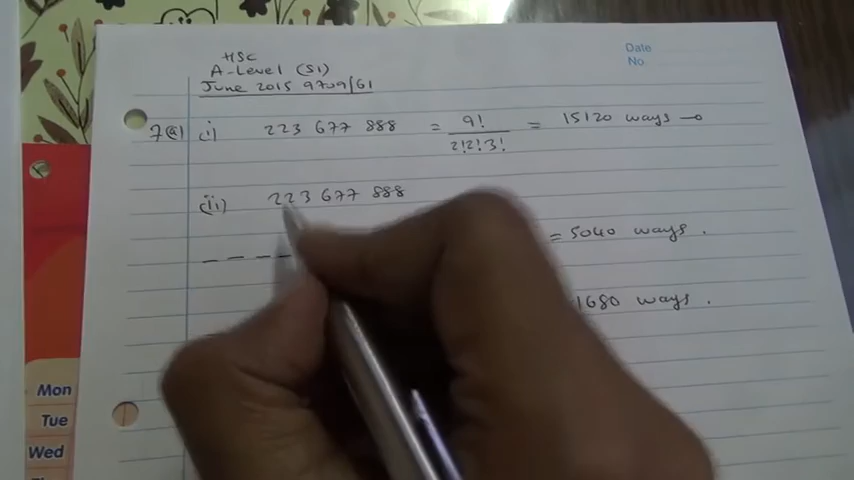 HSC
A-Level (S1)
June 2015 9709/61
Date
No
7(a) (i) 223 677 888 = 9! / 2!2!3! = 15120 ways
(ii) 223 677 888
_ _ _ _ = 5040 ways.
1680 ways.
Mon
Tue
Wed